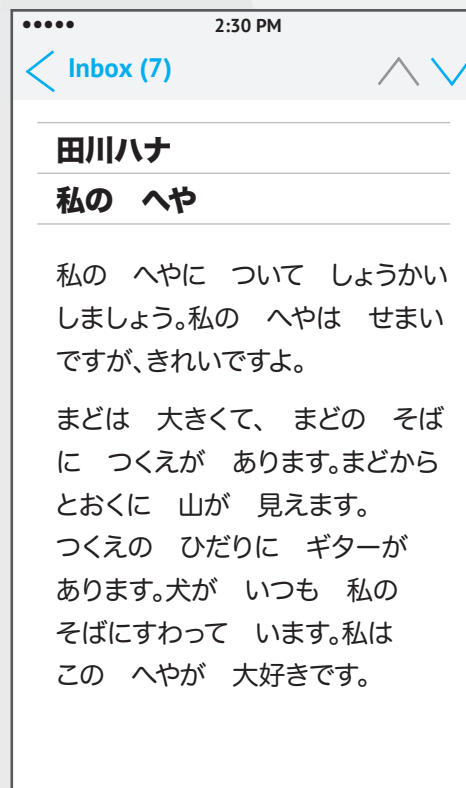 ●●●●● 2:30 PM
Inbox (7)
田川ハナ
私の　へや
私の　へやに　ついて　しょうかい
しましょう。私の　へやは　せまい
ですが、きれいですよ。
まどは　大きくて、　まどの　そば
に　つくえが　あります。まどから
とおくに　山が　見えます。
つくえの　ひだりに　ギターが
あります。犬が　いつも　私の
そばにすわって　います。私は
この　へやが　大好きです。